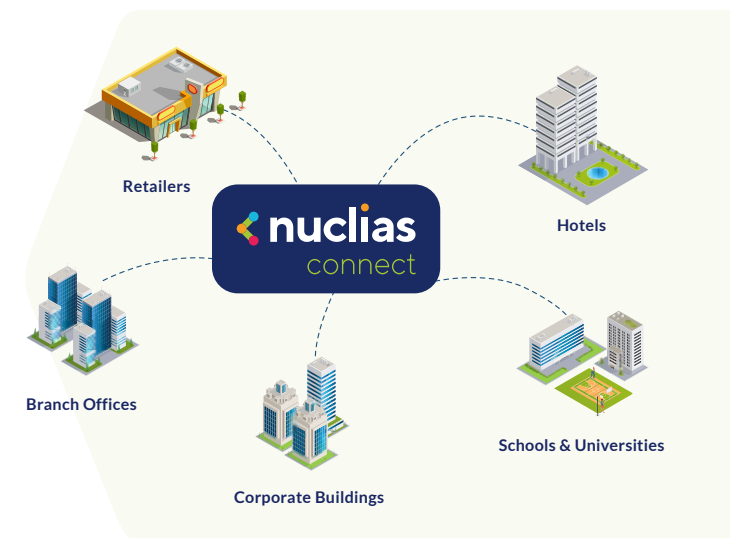 Retailers
Hotels
nuclias
connect
Branch Offices
Schools & Universities
Corporate Buildings